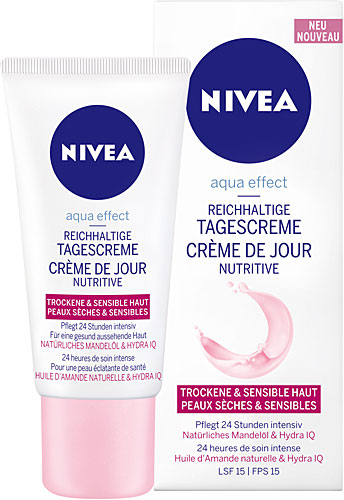 NIVEA
aqua effect
REICHHALTIGE
TAGESCREME
CRÈME DE JOUR
NUTRITIVE
TROCKENE & SENSIBLE HAUT
PEAUX SÈCHES & SENSIBLES
Pflegt 24 Stunden intensiv
Für eine gesund aussehende Haut
NATÜRLICHES MANDELÖL & HYDRA IQ
24 heures de soin intense
Pour une peau éclatante de santé
HUILE D'AMANDE NATURELLE & HYDRA IQ
NEU
NOUVEAU
NIVEA
aqua effect
REICHHALTIGE
TAGESCREME
CRÈME DE JOUR
NUTRITIVE
TROCKENE & SENSIBLE HAUT
PEAUX SÈCHES & SENSIBLES
Pflegt 24 Stunden intensiv
Natürliches Mandelöl & Hydra IQ
24 heures de soin intense
Huile d'Amande naturelle & Hydra IQ
LSF 15 | FPS 15